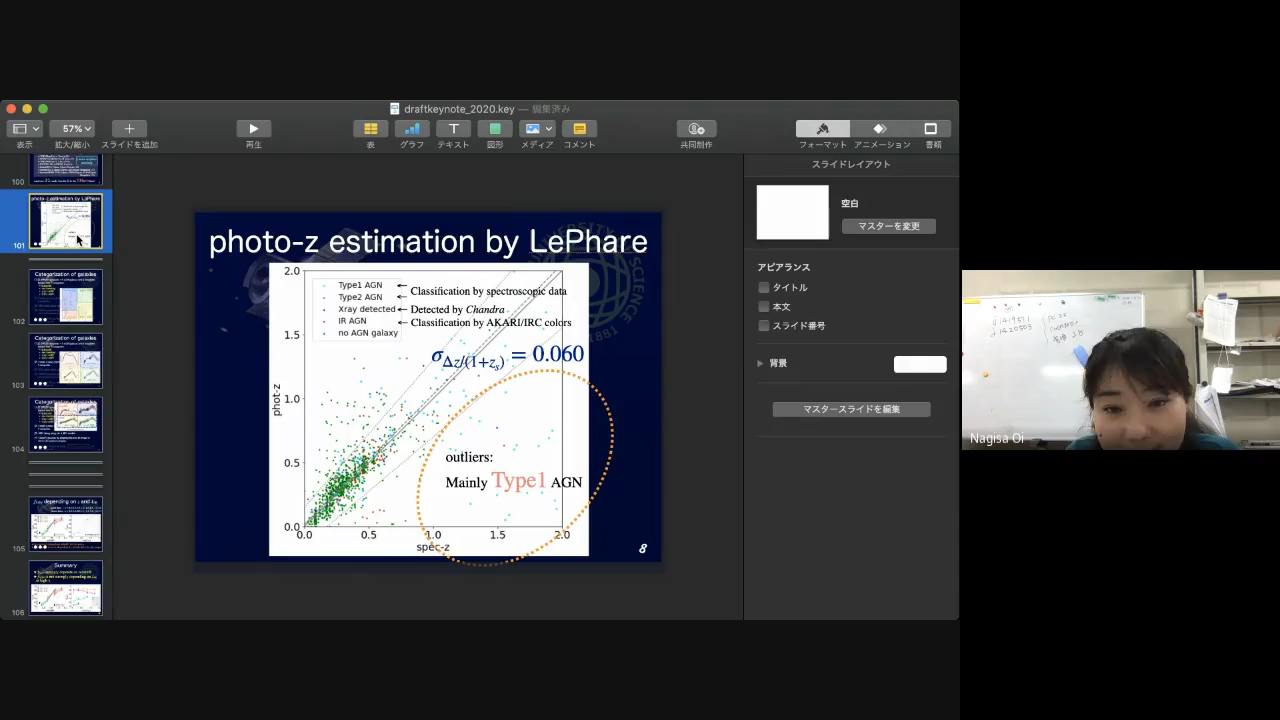 draftkeynote_2020.key — 編集済み
57%
表示
拡大/縮小
スライドを追加
再生
表
グラフ
テキスト
図形
メディア
コメント
共同制作
フォーマット
アニメーション
書類
スライドレイアウト
空白
マスターを変更
アピアランス
タイトル
本文
スライド番号
背景
マスタースライドを編集
100
photo-z estimation by LePhare
101
Categorization of galaxies
102
Categorization of galaxies
103
Categorization of galaxies
104
105
Summary
106
photo-z estimation by LePhare
Type1 AGN
Type2 AGN
Xray detected
IR AGN
no AGN galaxy
Classification by spectroscopic data
Detected by Chandra
Classification by AKARI/IRC colors
σΔz/(1+zs) = 0.060
outliers:
Mainly Type1 AGN
2.0
1.5
1.0
0.5
0.0
phot-z
0.0 0.5 1.0 1.5 2.0
spec-z
8
UNIVERSITY
SCIENCE
1881
Nagisa Oi